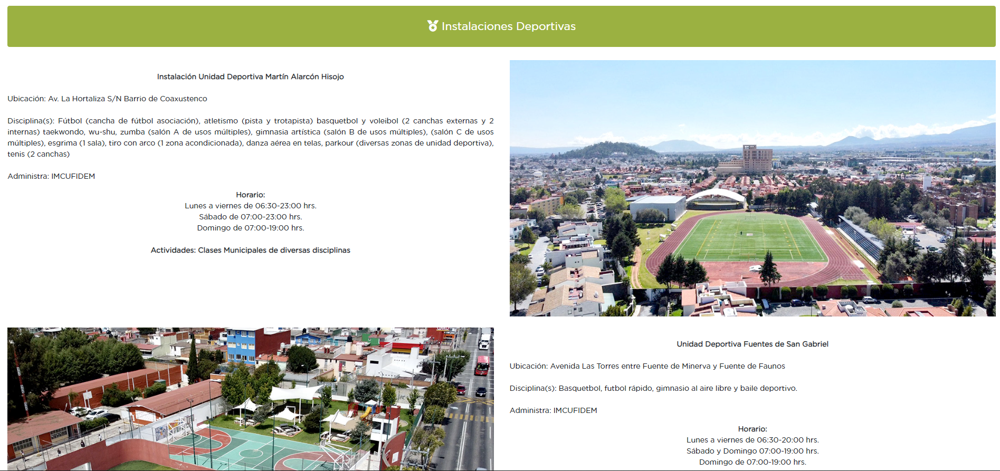 Instalaciones Deportivas
Instalación Unidad Deportiva Martín Alarcón Hisojo
Ubicación: Av. La Hortaliza S/N Barrio de Coaxustenco
Disciplina(s): Fútbol (cancha de fútbol asociación), atletismo (pista y trotapista) basquetbol y voleibol (2 canchas externas y 2
internas) taekwondo, wu-shu, zumba (salón A de usos múltiples), gimnasia artística (salón B de usos múltiples), (salón C de usos
múltiples), esgrima (1 sala), tiro con arco (1 zona acondicionada), danza aérea en telas, parkour (diversas zonas de unidad deportiva),
tenis (2 canchas)
Administra: IMCUFIDEM
Horario:
Lunes a viernes de 06:30-23:00 hrs.
Sábado de 07:00-23:00 hrs.
Domingo de 07:00-19:00 hrs.
Actividades: Clases Municipales de diversas disciplinas
Unidad Deportiva Fuentes de San Gabriel
Ubicación: Avenida Las Torres entre Fuente de Minerva y Fuente de Faunos
Disciplina(s): Basquetbol, futbol rápido, gimnasio al aire libre y baile deportivo.
Administra: IMCUFIDEM
Horario:
Lunes a viernes de 06:30-20:00 hrs.
Sábado y Domingo 07:00-19:00 hrs.
Domingo de 07:00-19:00 hrs.